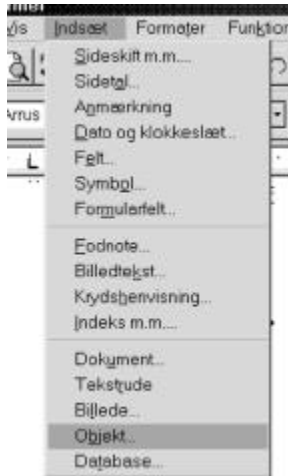 Vis Indsæt Formater Funktion
Sideskift m.m....
Sidetal...
Anmærkning
Dato og klokkeslæt...
Arrus
Felt...
L
Symbol...
Formularfelt...
Fodnote...
Billedtekst...
Krydshenvisning...
Indeks m.m....
Dokument...
Tekstrude
Billede...
Objekt...
Database...